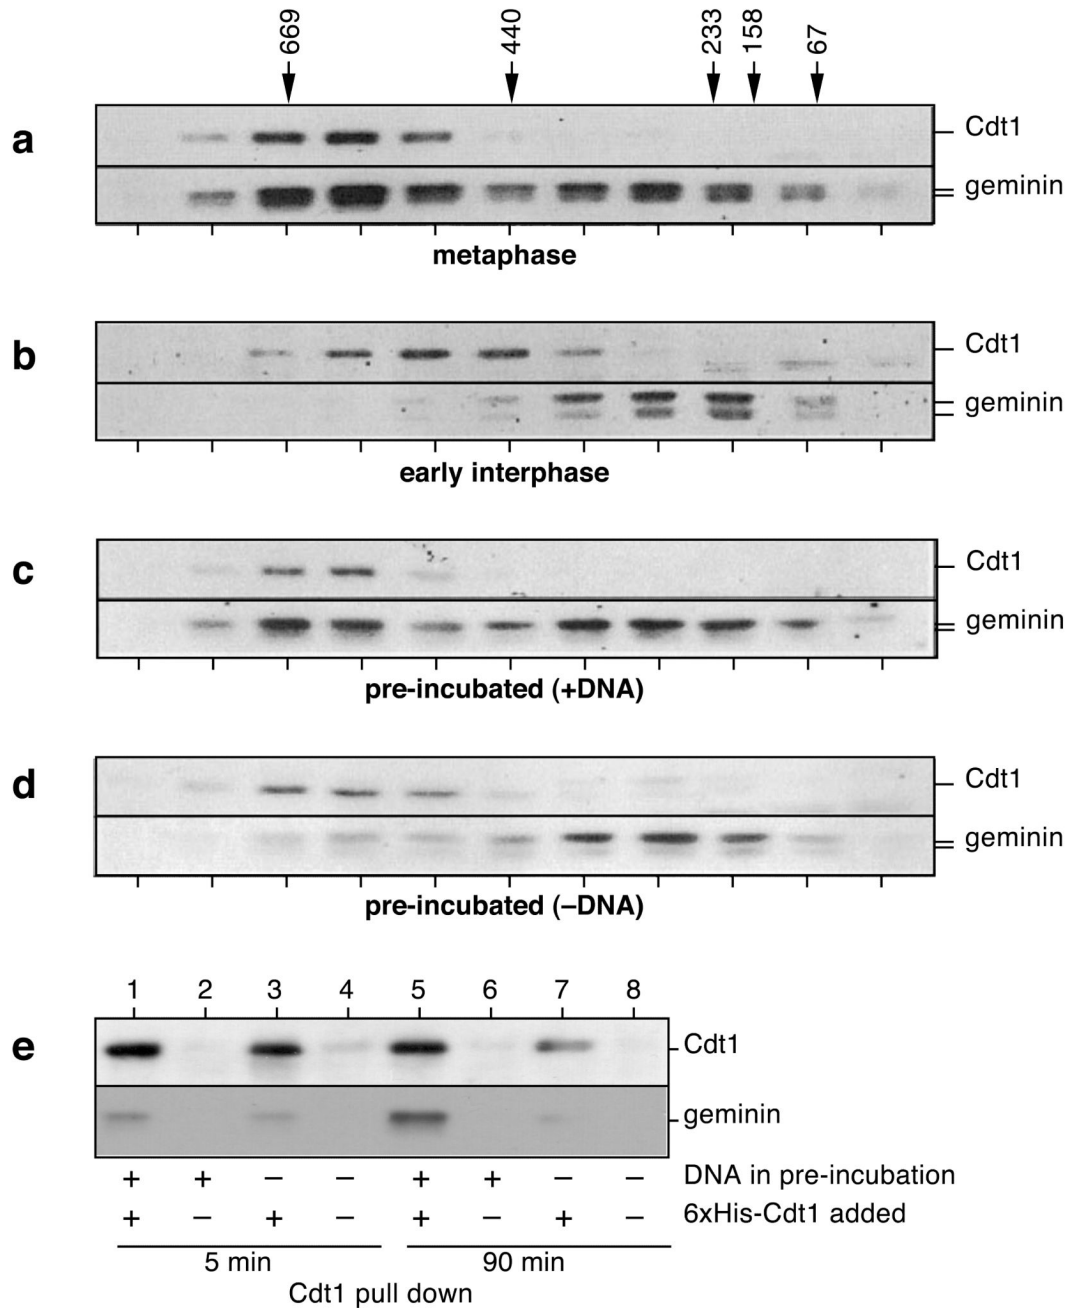 669 440 233 158 67
a
Cdt1
geminin
metaphase
b
Cdt1
geminin
early interphase
c
Cdt1
geminin
pre-incubated (+DNA)
d
Cdt1
geminin
pre-incubated (–DNA)
1 2 3 4 5 6 7 8
e
Cdt1
geminin
+ + – – + + – – DNA in pre-incubation
+ – + – + – + – 6xHis-Cdt1 added
5 min 90 min
Cdt1 pull down